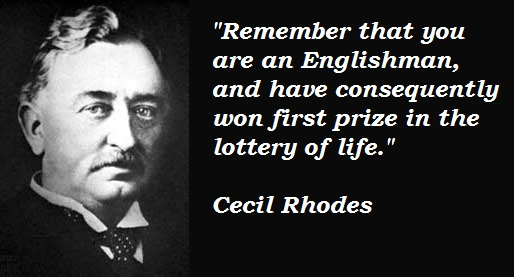 "Remember that you
are an Englishman,
and have consequently
won first prize in the
lottery of life."
Cecil Rhodes